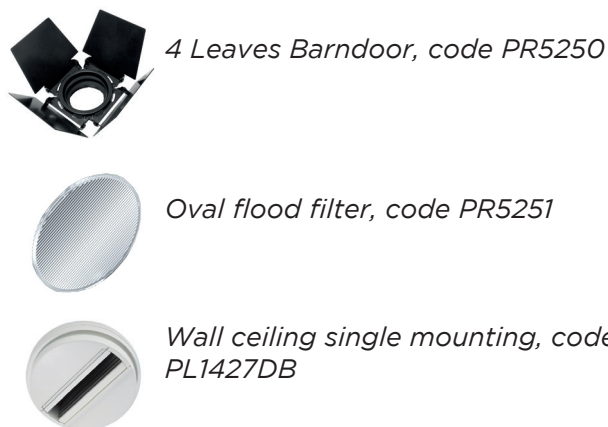 4 Leaves Barndoor, code PR5250
Oval flood filter, code PR5251
Wall ceiling single mounting, code
PL1427DB